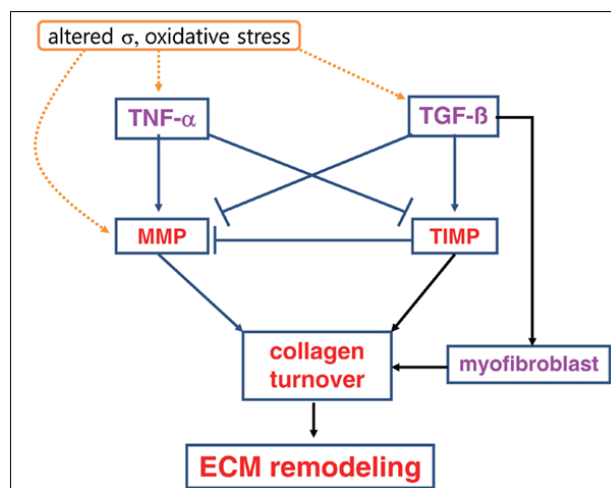 altered σ, oxidative stress
TNF-α
TGF-ß
MMP
TIMP
collagen
turnover
myofibroblast
ECM remodeling